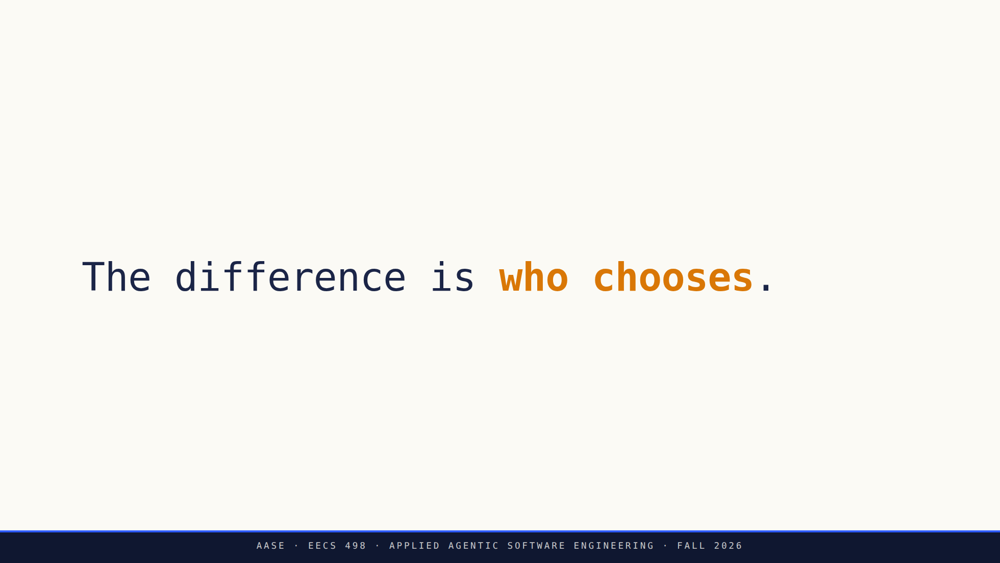 The difference is who chooses.
AASE · EECS 498 · APPLIED AGENTIC SOFTWARE ENGINEERING · FALL 2026